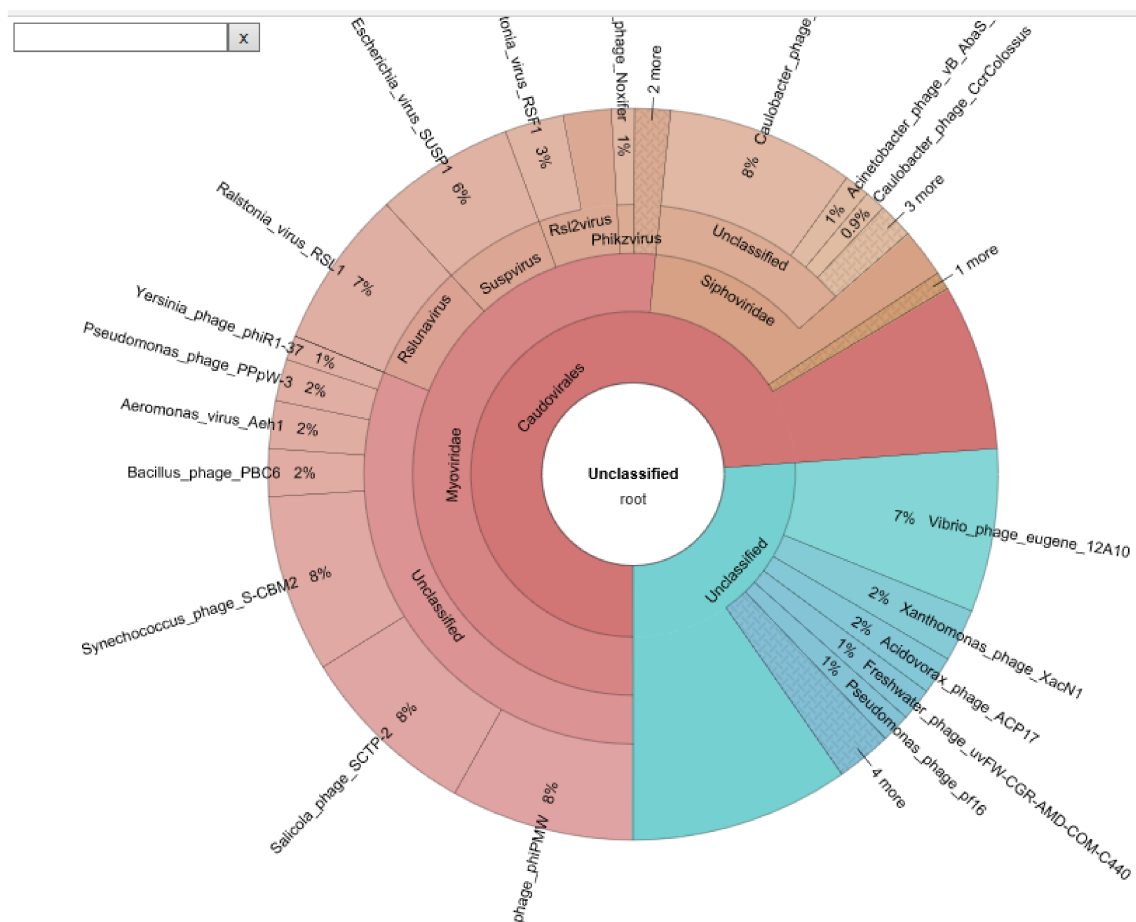 x
Escherichia_virus_SUSP1
6%
tonia_virus_RSF1
3%
phage_Noxifer
1%
2 more
Caulobacter_phage_
8%
Acinetobacter_phage_vB_AbaS_
1%
Caulobacter_phage_CcrColossus
0.9%
3 more
1 more
Ralstonia_virus_RSL1
7%
Yersinia_phage_phiR1-37
1%
Pseudomonas_phage_PPpW-3
2%
Aeromonas_virus_Aeh1
2%
Bacillus_phage_PBC6
2%
Synechococcus_phage_S-CBM2
8%
Salicola_phage_SCTP-2
8%
phage_phiPMW
8%
Rslunavirus
Suspvirus
Rsl2virus
Phikzvirus
Unclassified
Siphoviridae
Caudovirales
Myoviridae
Unclassified
Unclassified
root
Unclassified
7% Vibrio_phage_eugene_12A10
2% Xanthomonas_phage_XacN1
2% Acidovorax_phage_ACP17
1% Freshwater_phage_uvFW-CGR-AMD-COM-C440
1% Pseudomonas_phage_pf16
4 more